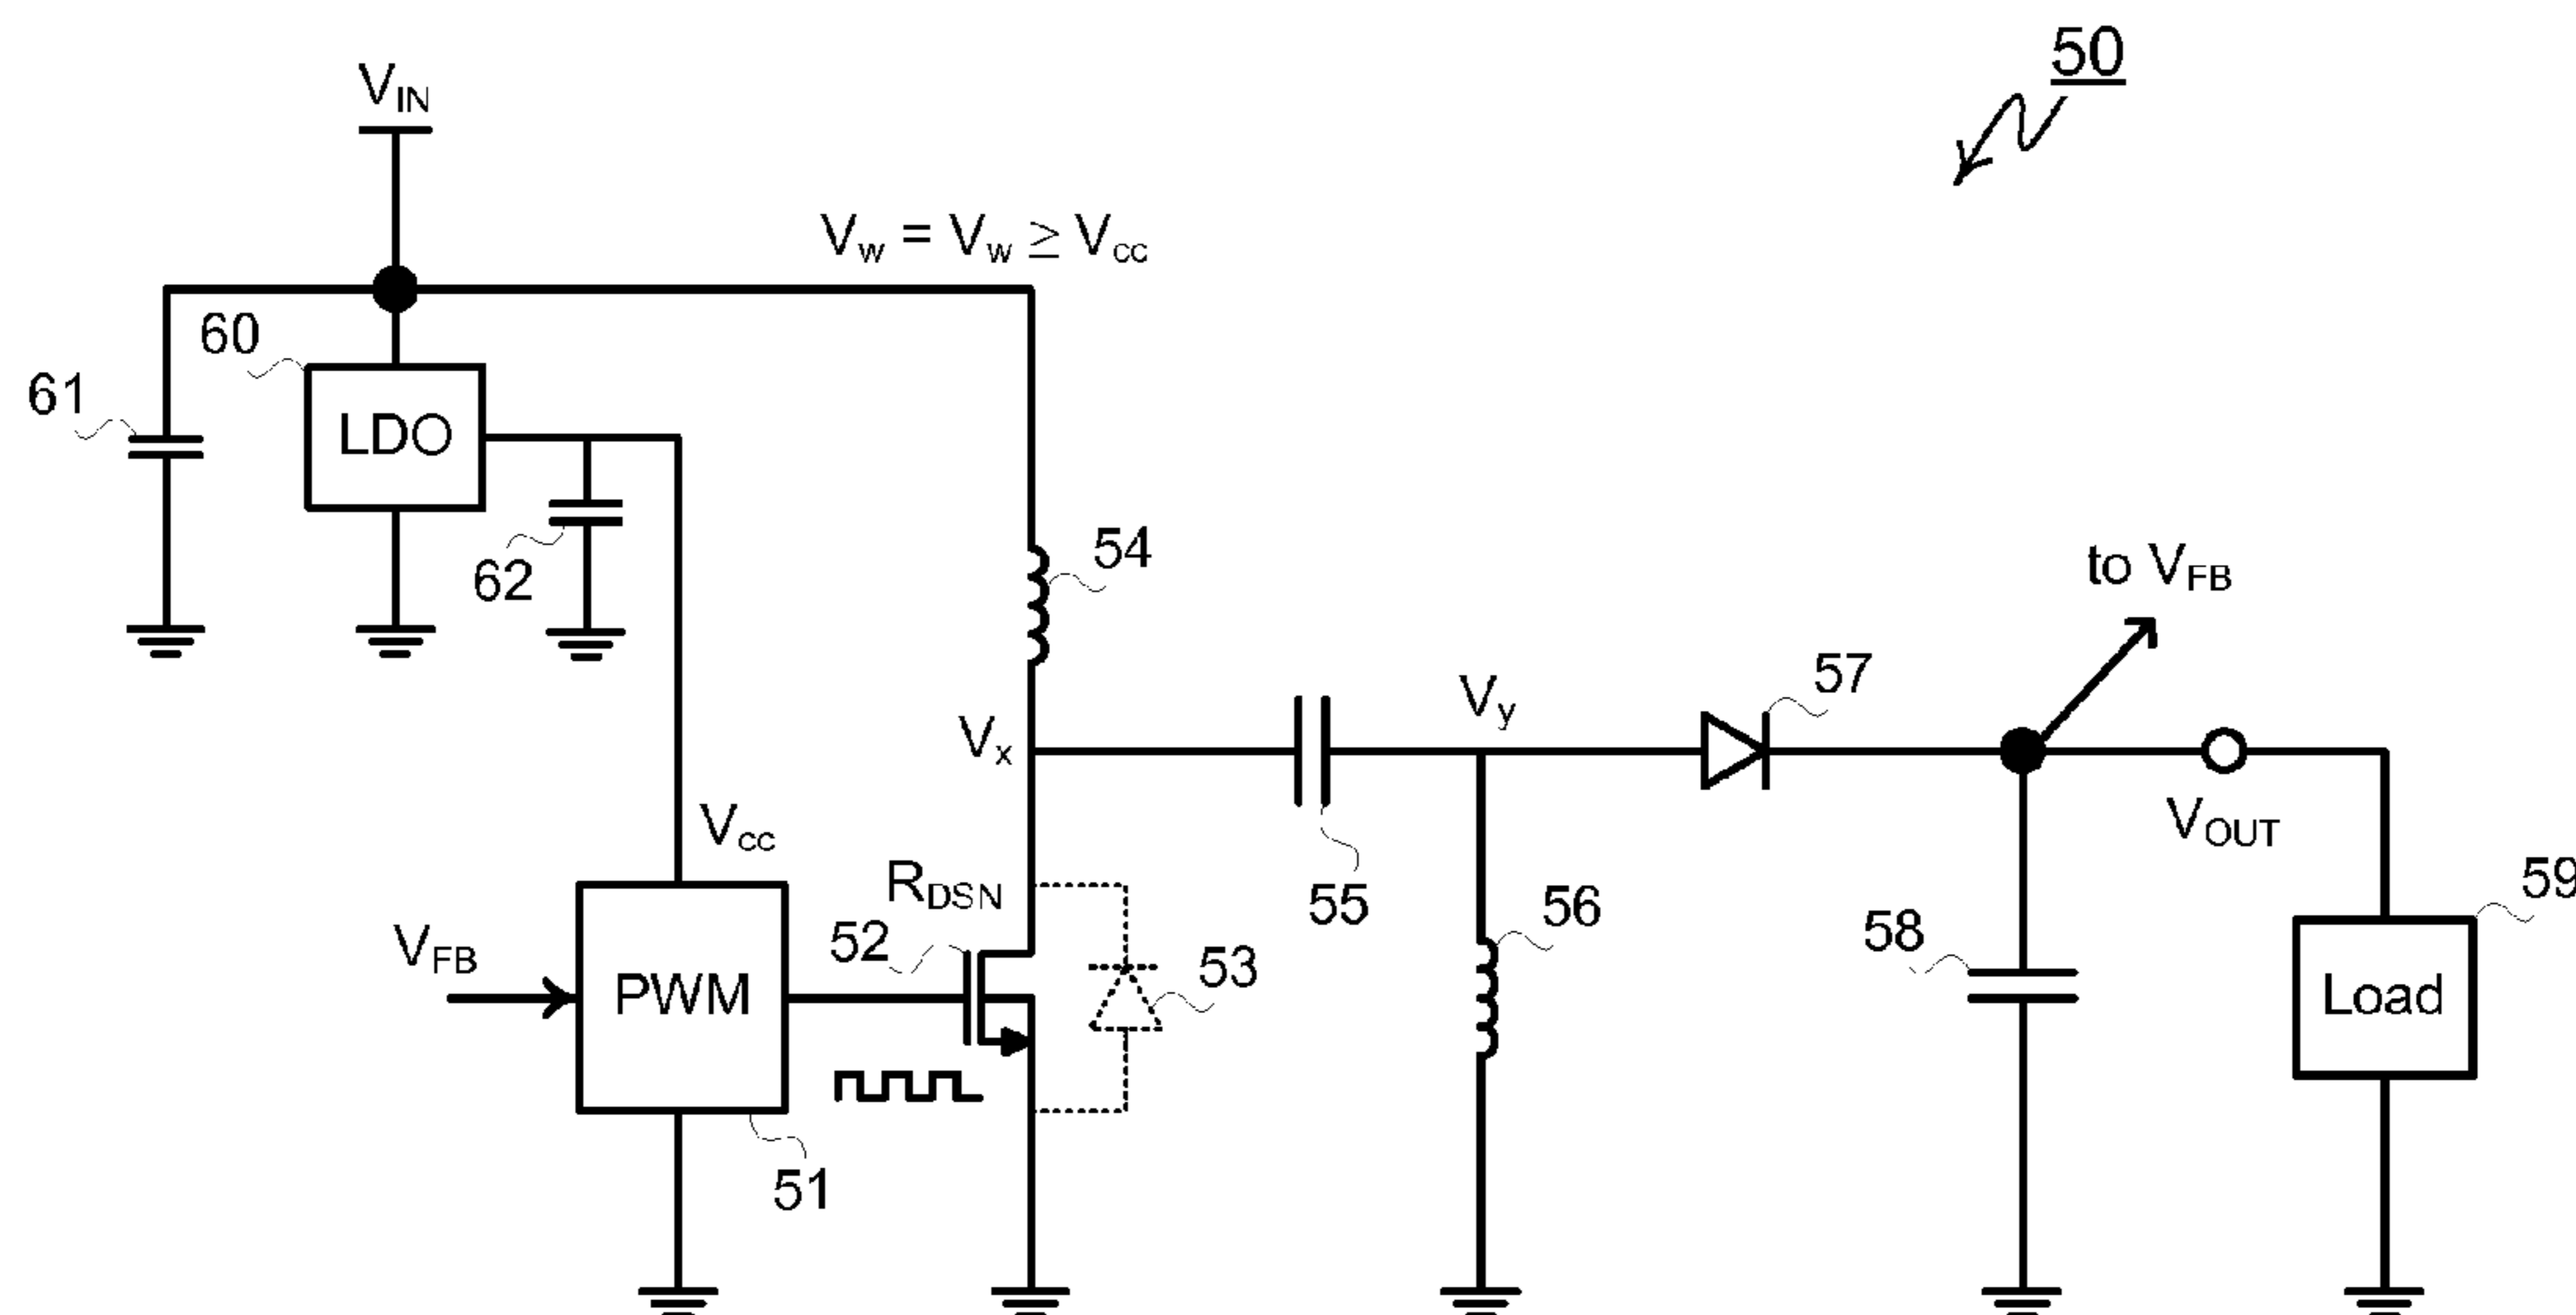 50
V_IN
V_w = V_w ≥ V_cc
60
61
LDO
62
54
to V_FB
57
V_y
V_x
V_OUT
V_cc
R_DSN
55
56
58
59
52
53
V_FB
PWM
Load
51